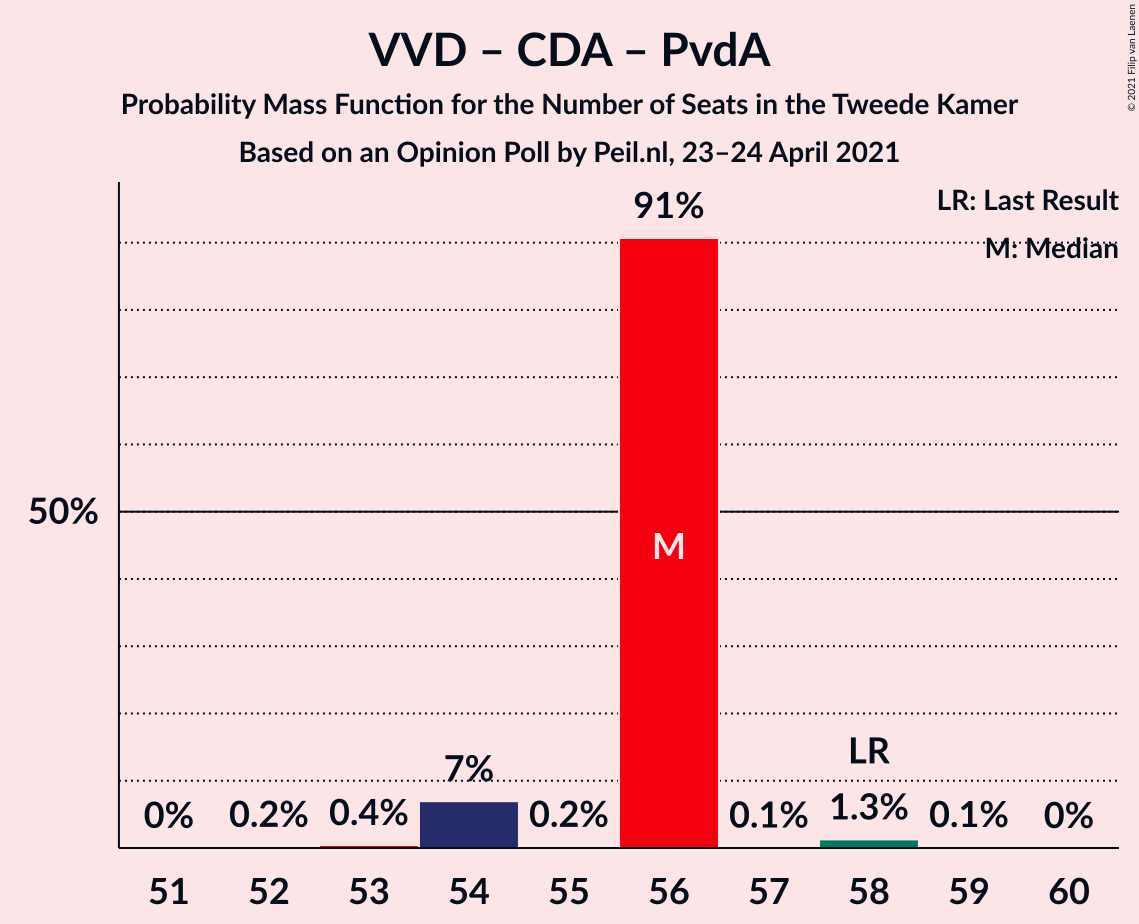 VVD – CDA – PvdA
Probability Mass Function for the Number of Seats in the Tweede Kamer
Based on an Opinion Poll by Peil.nl, 23–24 April 2021
© 2021 Filip van Laenen
LR: Last Result
M: Median
91%
50%
M
LR
7%
0% 0.2% 0.4% 0.2% 0.1% 1.3% 0.1% 0%
51 52 53 54 55 56 57 58 59 60